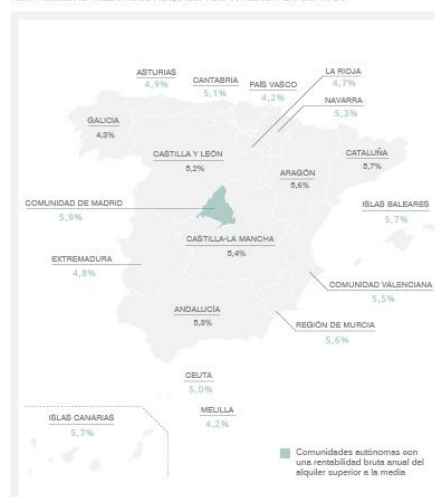 ASTURIAS
4,9%
CANTABRIA
5,1%
PAÍS VASCO
4,2%
LA RIOJA
4,7%
NAVARRA
5,3%
GALICIA
4,3%
CASTILLA Y LEÓN
5,2%
ARAGÓN
5,6%
CATALUÑA
5,7%
COMUNIDAD DE MADRID
5,9%
ISLAS BALEARES
5,7%
CASTILLA-LA MANCHA
5,4%
EXTREMADURA
4,8%
COMUNIDAD VALENCIANA
5,5%
ANDALUCÍA
5,3%
REGIÓN DE MURCIA
5,6%
CEUTA
5,0%
MELILLA
4,2%
ISLAS CANARIAS
5,7%
Comunidades autónomas con
una rentabilidad bruta anual del
alquiler superior a la media